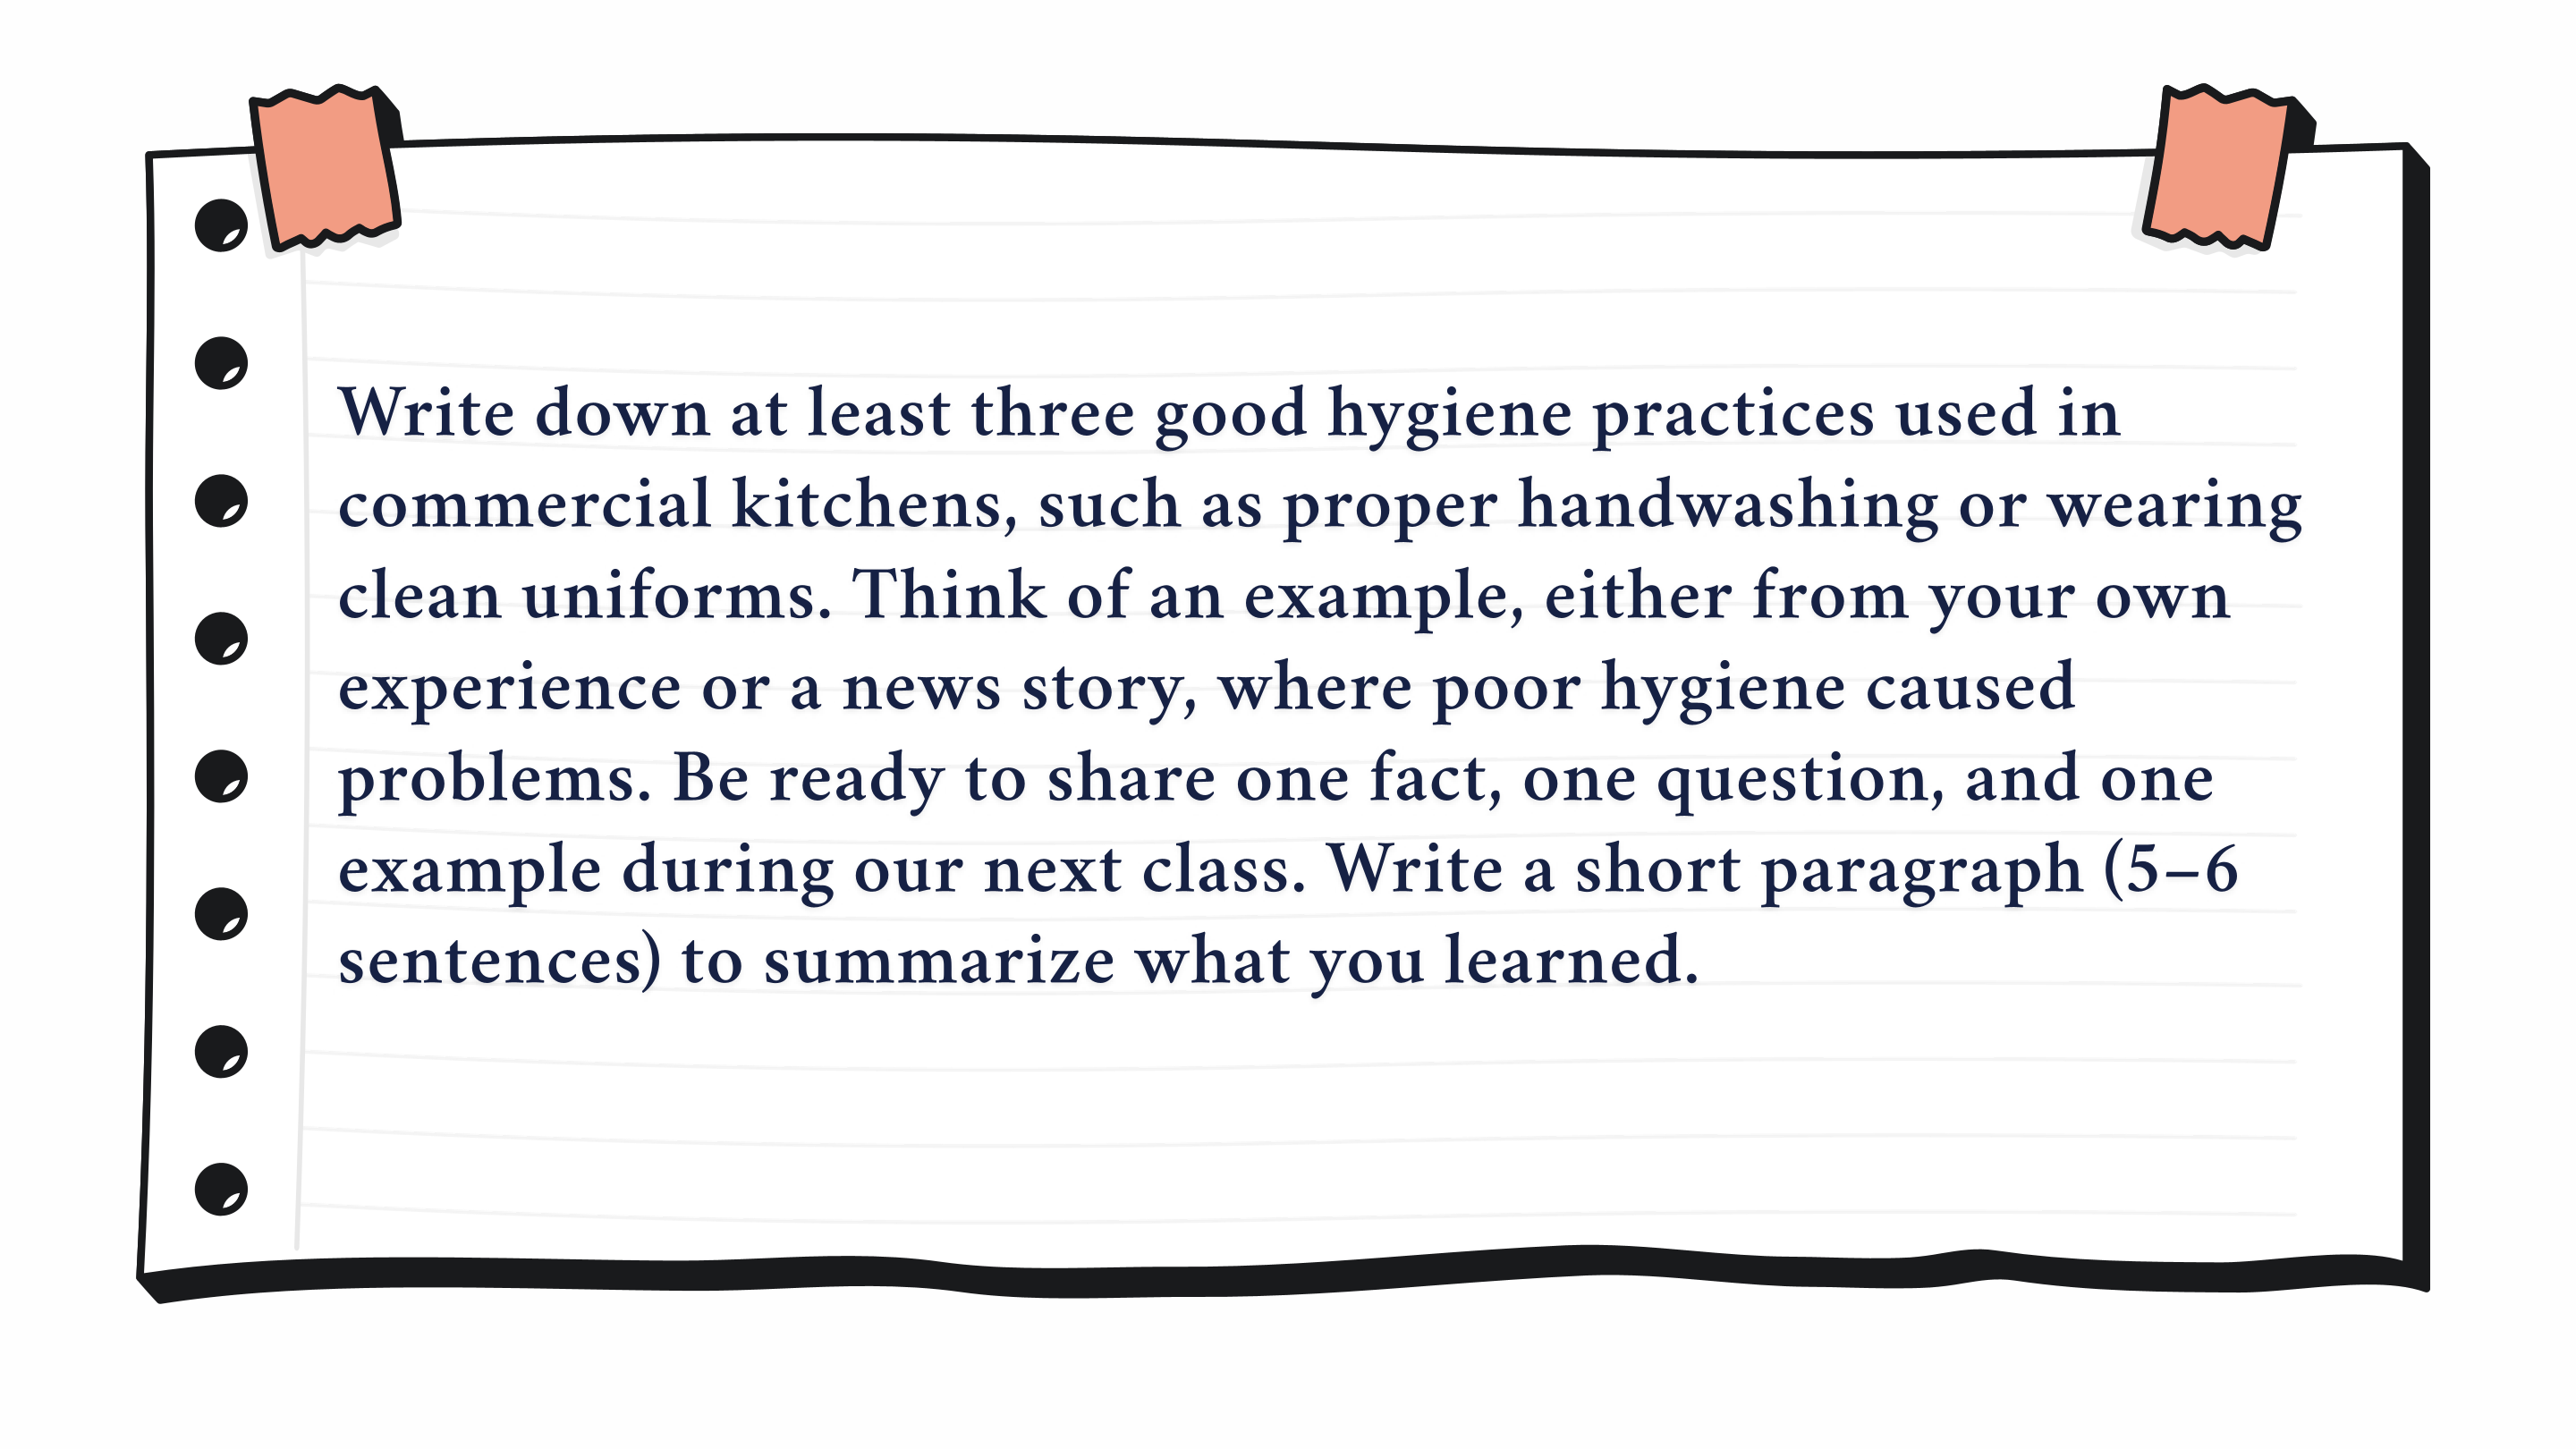 Write down at least three good hygiene practices used in
commercial kitchens, such as proper handwashing or wearing
clean uniforms. Think of an example, either from your own
experience or a news story, where poor hygiene caused
problems. Be ready to share one fact, one question, and one
example during our next class. Write a short paragraph (5–6
sentences) to summarize what you learned.